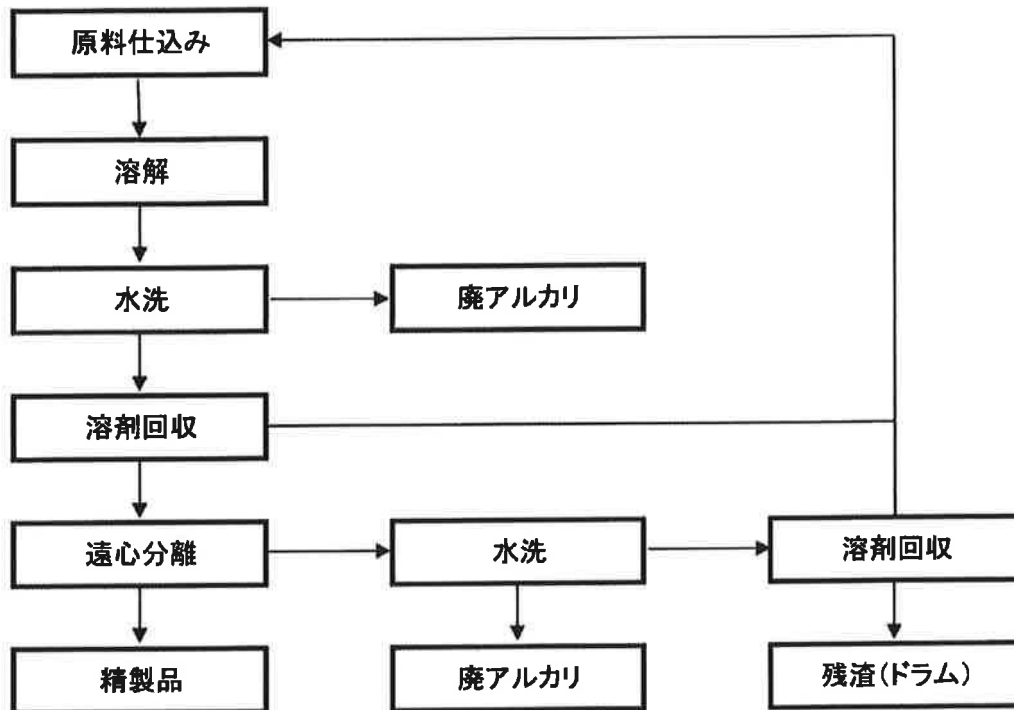 原料仕込み
溶解
水洗
廃アルカリ
溶剤回収
遠心分離
水洗
溶剤回収
精製品
廃アルカリ
残渣(ドラム)